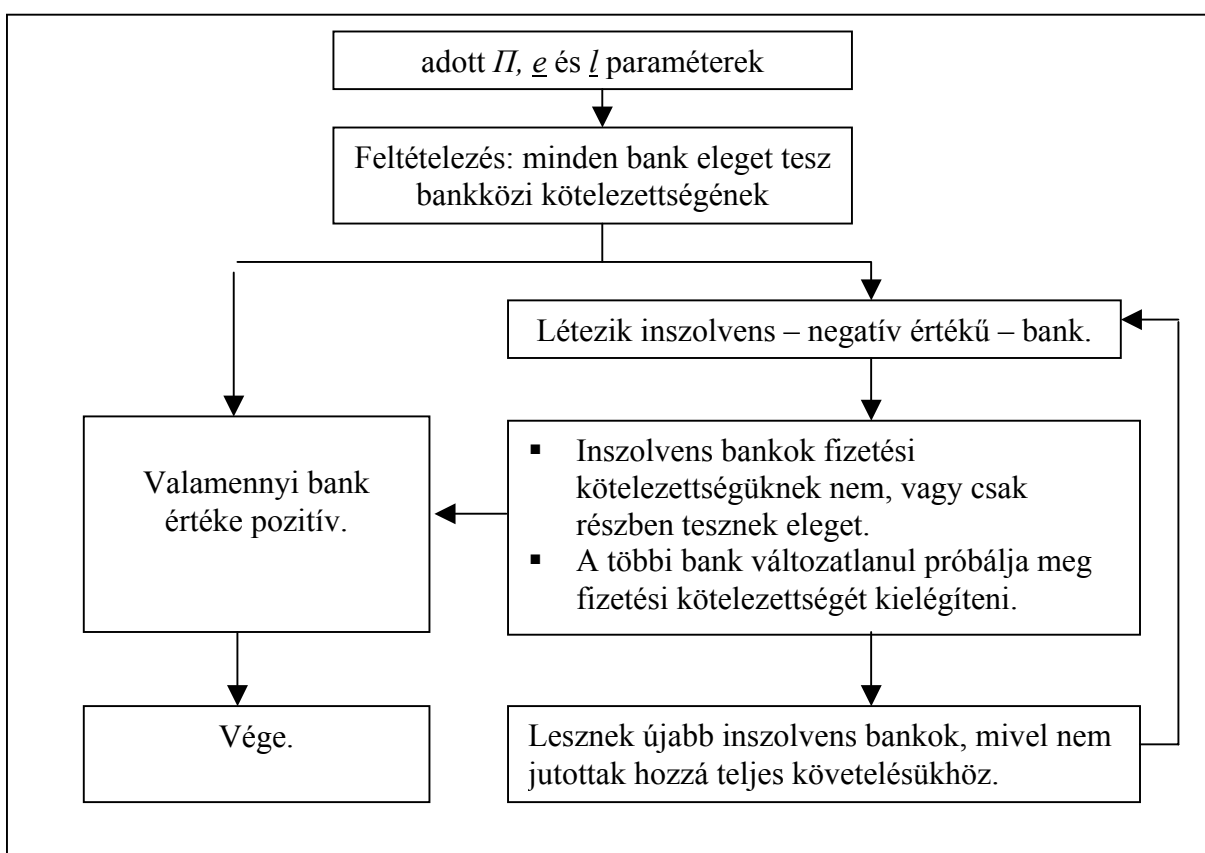 adott Π, e és l paraméterek
Feltételezés: minden bank eleget tesz
bankközi kötelezettségének
Létezik inszolvens – negatív értékű – bank.
Valamennyi bank
értéke pozitív.
▪ Inszolvens bankok fizetési
kötelezettségüknek nem, vagy csak
részben tesznek eleget.
▪ A többi bank változatlanul próbálja meg
fizetési kötelezettségét kielégíteni.
Vége.
Lesznek újabb inszolvens bankok, mivel nem
jutottak hozzá teljes követelésükhöz.